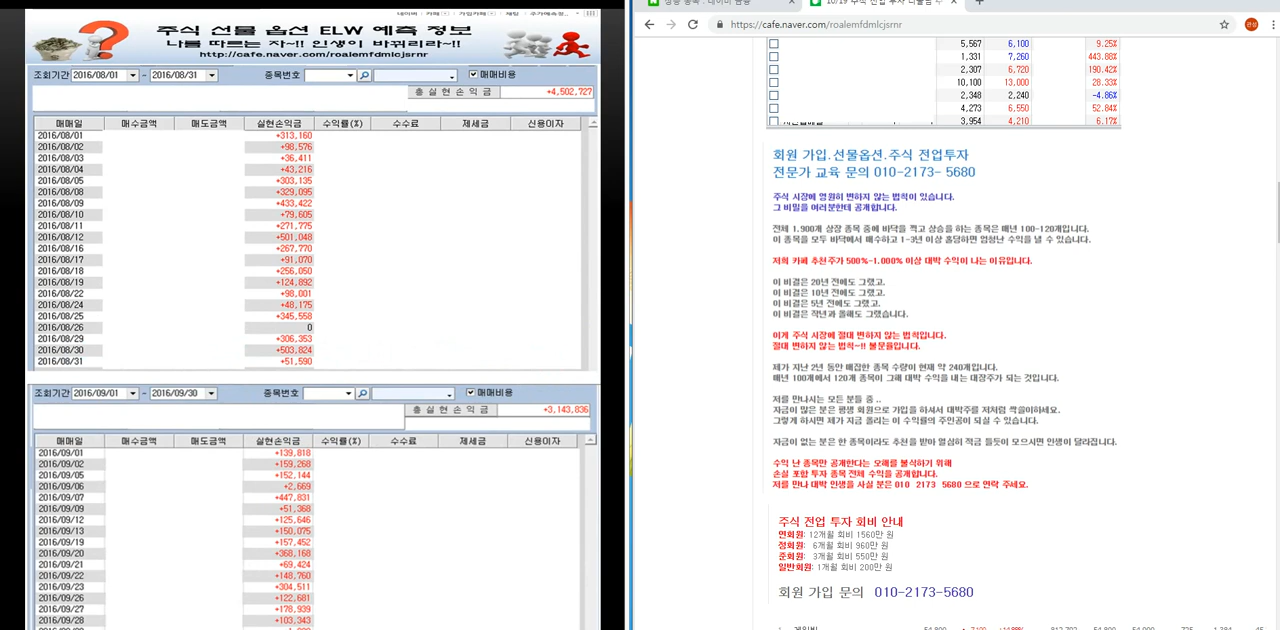 주식 선물 옵션 ELW 예측 정보
나를 따르는 자~!! 인생이 바뀌리라~!!
http://cafe.naver.com/roalemfdmlcjsrnr
조회기간 2016/08/01 - 2016/08/31 종목번호 매매비용
총 실 현 손 익 금 +4,502,727
매매일 매수금액 매도금액 실현손익금 수익률(%) 수수료 제세금 신용이자
2016/08/01 +313,160
2016/08/02 +98,576
2016/08/03 +36,411
2016/08/04 +43,216
2016/08/05 +303,135
2016/08/08 +329,095
2016/08/09 +433,422
2016/08/10 +79,605
2016/08/11 +271,775
2016/08/12 +501,048
2016/08/16 +267,770
2016/08/17 +91,070
2016/08/18 +256,050
2016/08/19 +124,892
2016/08/22 +98,001
2016/08/24 +48,175
2016/08/25 +345,558
2016/08/26 0
2016/08/29 +306,353
2016/08/30 +503,824
2016/08/31 +51,590
조회기간 2016/09/01 - 2016/09/30 종목번호 매매비용
총 실 현 손 익 금 +3,143,836
매매일 매수금액 매도금액 실현손익금 수익률(%) 수수료 제세금 신용이자
2016/09/01 +139,818
2016/09/02 +159,268
2016/09/05 +152,144
2016/09/06 +2,669
2016/09/07 +447,831
2016/09/09 +51,368
2016/09/12 +125,646
2016/09/13 +150,075
2016/09/19 +157,452
2016/09/20 +368,168
2016/09/21 +69,424
2016/09/22 +148,760
2016/09/23 +304,511
2016/09/26 +122,681
2016/09/27 +178,939
2016/09/28 +103,343
https://cafe.naver.com/roalemfdmlcjsrnr
5,567 6,100 9.25%
1,331 7,260 443.88%
2,307 6,720 190.42%
10,100 13,000 28.33%
2,348 2,240 -4.86%
4,273 6,550 52.84%
3,954 4,210 6.17%
회원 가입.선물옵션.주식 전업투자
전문가 교육 문의 010-2173- 5680
주식 시장에 영원히 변하지 않는 법칙이 있습니다.
그 비밀을 여러분한테 공개합니다.
전체 1.900개 상장 종목 중에 바닥을 찍고 상승을 하는 종목은 매년 100-120개입니다.
이 종목을 모두 바닥에서 매수하고 1-3년 이상 홀딩하면 엄청난 수익을 낼 수 있습니다.
저희 카페 추천주가 500%-1.000% 이상 대박 수익이 나는 이유입니다.
이 비결은 20년 전에도 그랬고.
이 비결은 10년 전에도 그랬고.
이 비결은 5년 전에도 그랬고.
이 비결은 작년과 올해도 그랬습니다.
이게 주식 시장에 절대 변하지 않는 법칙입니다.
절대 변하지 않는 법칙~!! 불문율입니다.
제가 지난 2년 동안 매집한 종목 수량이 현재 약 240개입니다.
매년 100개에서 120개 종목이 그해 대박 수익을 내는 대장주가 되는 것입니다.
저를 만나시는 모든 분들 중 ..
자금이 많은 분은 평생 회원으로 가입을 하셔서 대박주를 저처럼 싹쓸이하세요.
그렇게 하시면 제가 지금 올리는 이 수익률의 주인공이 되실 수 있습니다.
자금이 없는 분은 한 종목이라도 추천을 받아 열심히 적금 들듯이 모으시면 인생이 달라집니다.
수익 난 종목만 공개한다는 오해를 불식하기 위해
손실 포함 투자 종목 전체 수익을 공개합니다.
저를 만나 대박 인생을 사실 분은 010 2173 5680 으로 연락 주세요.
주식 전업 투자 회비 안내
연회원: 12개월 회비 1560만 원
정회원: 6개월 회비 960만 원
준회원: 3개월 회비 550만 원
일반회원: 1개월 회비 200만 원
회원 가입 문의 010-2173-5680